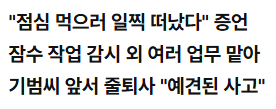 "점심 먹으러 일찍 떠났다" 증언
잠수 작업 감시 외 여러 업무 맡아
기범씨 앞서 줄퇴사 "예견된 사고"